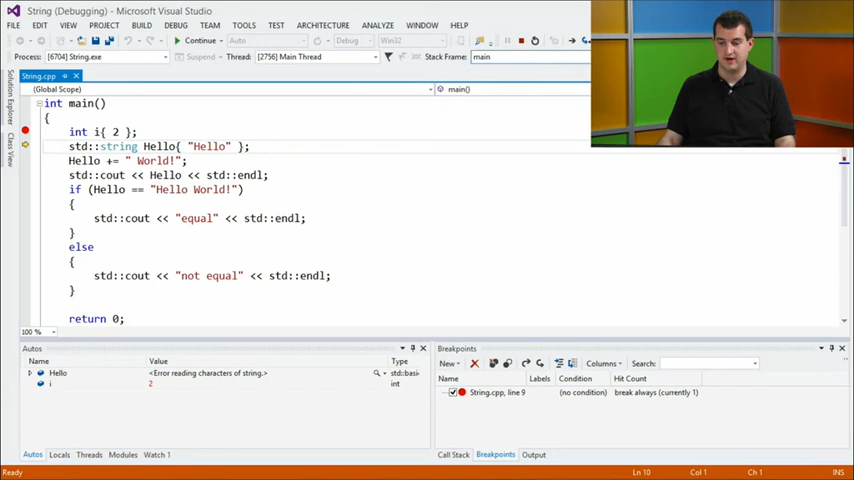 String (Debugging) - Microsoft Visual Studio
FILE EDIT VIEW PROJECT BUILD DEBUG TEAM TOOLS TEST ARCHITECTURE ANALYZE WINDOW HELP
Continue Auto Debug Win32
Process: [6704] String.exe Suspend Thread: [2756] Main Thread Stack Frame: main
String.cpp
(Global Scope) main()
Solution Explorer
Class View
int main()
{
int i{ 2 };
std::string Hello{ "Hello" };
Hello += " World!";
std::cout << Hello << std::endl;
if (Hello == "Hello World!")
{
std::cout << "equal" << std::endl;
}
else
{
std::cout << "not equal" << std::endl;
}
return 0;
100 %
Autos
Name Value Type
Hello <Error reading characters of string.> std::basi
i 2 int
Autos Locals Threads Modules Watch 1
Breakpoints
New Columns Search:
Name Labels Condition Hit Count
String.cpp, line 9 (no condition) break always (currently 1)
Call Stack Breakpoints Output
Ready Ln 10 Col 1 Ch 1 INS